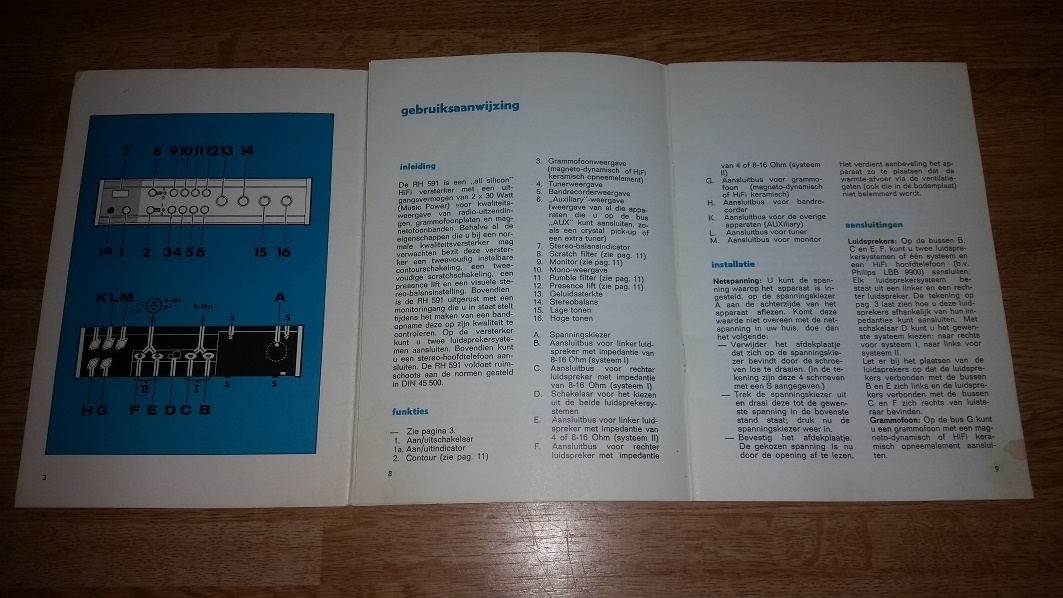 7 8 9 10 11 12 13 14
1a 1 2 3 4 5 6 15 16
K L M A
S S
H G F E D C B S S
II I
3
gebruiksaanwijzing
inleiding
De RH 591 is een „all silicon"
HiFi versterker met een uit-
gangsvermogen van 2 x 30 Watt
(Music Power) voor kwaliteits-
weergave van radio-uitzendin-
gen, grammofoonplaten en mag-
netofoonbanden. Behalve al de
eigenschappen die u bij een nor-
male kwaliteitsversterker mag
verwachten bezit deze verster-
ker een tweevoudig instelbare
contourschakeling, een twee-
voudige scratchschakeling, een
presence lift en een visuele ste-
reo-balansinstelling. Bovendien
is de RH 591 uitgerust met een
monitoringang die u in staat stelt
tijdens het maken van een band-
opname deze op zijn kwaliteit te
controleren. Op de versterker
kunt u twee luidsprekersyste-
men aansluiten. Bovendien kunt
u een stereo-hoofdtelefoon aan-
sluiten. De RH 591 voldoet ruim-
schoots aan de normen gesteld
in DIN 45 500.
funkties
— Zie pagina 3.
1. Aan/uitschakelaar
1a. Aan/uitindicator
2. Contour (zie pag. 11)
8
3. Grammofoonweergave
(magneto-dynamisch of HiFi
keramisch opneemelement)
4. Tunerweergave
5. Bandrecorderweergave
6. „Auxiliary"-weergave
(weergave van al die appa-
raten die u op de bus
„AUX" kunt aansluiten, zo-
als een crystal pick-up of
een extra tuner)
7. Stereo-balansindicator
8. Scratch filter (zie pag. 11)
9. Monitor (zie pag. 11)
10. Mono-weergave
11. Rumble filter (zie pag. 11)
12. Presence lift (zie pag. 11)
13. Geluidssterkte
14. Stereobalans
15. Lage tonen
16. Hoge tonen
A. Spanningskiezer
B. Aansluitbus voor linker luid-
spreker met impedantie van
8-16 Ohm (systeem I)
C. Aansluitbus voor rechter
luidspreker met impedantie
van 8-16 Ohm (systeem I)
D. Schakelaar voor het kiezen
uit de beide luidsprekersy-
stemen
E. Aansluitbus voor linker luid-
spreker met impedantie van
4 of 8-16 Ohm (systeem II)
F. Aansluitbus voor rechter
luidspreker met impedantie
van 4 of 8-16 Ohm (systeem
II)
G. Aansluitbus voor grammo-
foon (magneto-dynamisch
of HiFi keramisch)
H. Aansluitbus voor bandre-
corder
K. Aansluitbus voor de overige
apparaten (AUXiliary)
L. Aansluitbus voor tuner
M. Aansluitbus voor monitor
installatie
Netspanning: U kunt de span-
ning waarop het apparaat is in-
gesteld, op de spanningskiezer
A aan de achterzijde van het
apparaat aflezen. Komt deze
waarde niet overeen met de net-
spanning in uw huis, doe dan
het volgende:
— Verwijder het afdekplaatje
dat zich op de spanningskie-
zer bevindt door de schroe-
ven los te draaien. (In de te-
kening zijn deze 4 schroeven
met een S aangegeven.)
— Trek de spanningskiezer uit
en draai deze tot de gewen-
ste spanning in de bovenste
stand staat; druk nu de
spanningskiezer weer in.
— Bevestig het afdekplaatje.
De gekozen spanning is nu
door de opening af te lezen.
Het verdient aanbeveling het ap-
paraat zo te plaatsen dat de
warmte-afvoer via de ventilatie-
gaten (ook die in de bodemplaat)
niet belemmerd wordt.
aansluitingen
Luidsprekers: Op de bussen B,
C en E, F, kunt u twee luidspre-
kersystemen of één systeem en
een HiFi hoofdtelefoon (b.v.
Philips LBB 9900) aansluiten.
Elk luidsprekersysteem be-
staat uit een linker en een rech-
ter luidspreker. De tekening op
pag. 3 laat zien hoe u deze luid-
sprekers afhankelijk van hun im-
pedanties kunt aansluiten. Met
schakelaar D kunt u het gewen-
ste systeem kiezen: naar rechts
voor systeem I, naar links voor
systeem II.
Let er bij het plaatsen van de
luidsprekers op dat de luidspre-
kers verbonden met de bussen
B en E zich links en de luidspre-
kers verbonden met de bussen
C en F zich rechts van luiste-
raar bevinden.
Grammofoon: Op de bus G kunt
u een grammofoon met een mag-
neto-dynamisch of HiFi kera-
misch opneemelement aanslui-
ten.
9